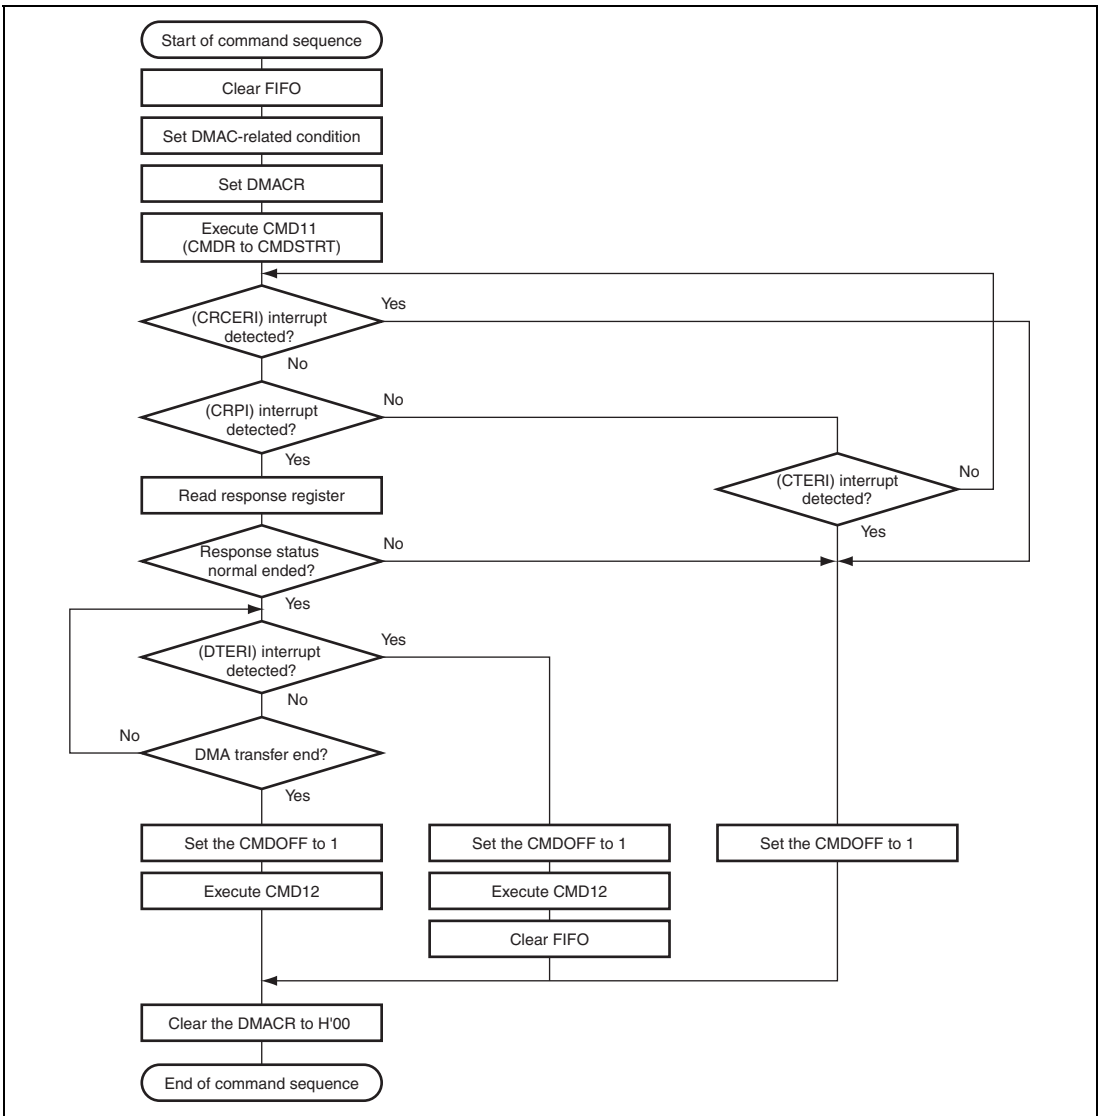 Start of command sequence
Clear FIFO
Set DMAC-related condition
Set DMACR
Execute CMD11
(CMDR to CMDSTRT)
(CRCERI) interrupt
detected?
Yes
No
(CRPI) interrupt
detected?
No
Yes
(CTERI) interrupt
detected?
No
Yes
Read response register
Response status
normal ended?
No
Yes
(DTERI) interrupt
detected?
Yes
No
DMA transfer end?
No
Yes
Set the CMDOFF to 1
Set the CMDOFF to 1
Set the CMDOFF to 1
Execute CMD12
Execute CMD12
Clear FIFO
Clear the DMACR to H'00
End of command sequence